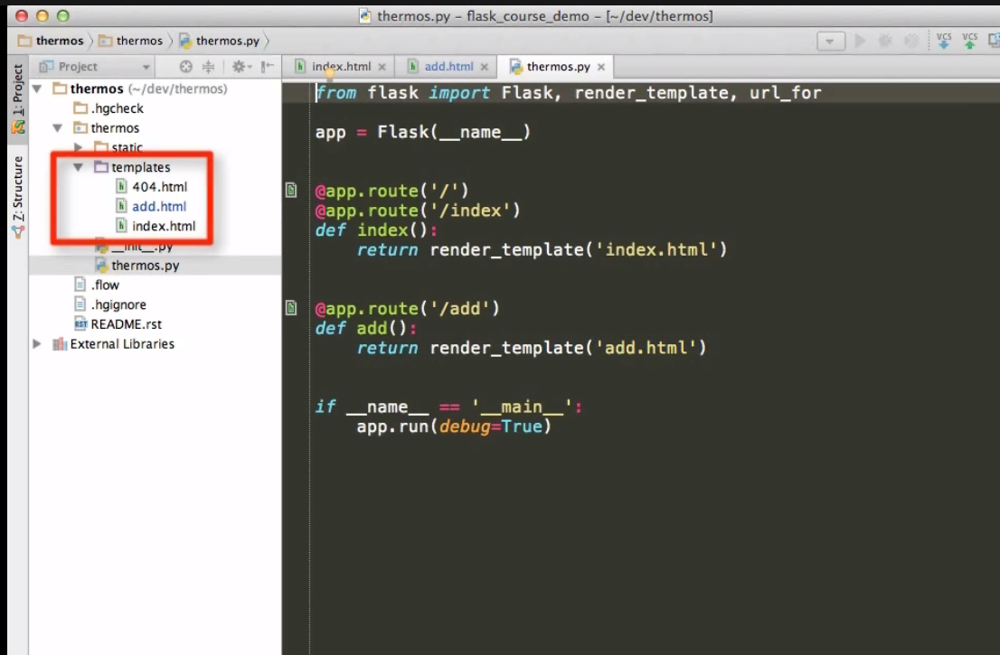 thermos.py – flask_course_demo – [~/dev/thermos]
thermos thermos thermos.py
VCS VCS
Project
index.html add.html thermos.py
1: Project
Z: Structure
thermos (~/dev/thermos)
.hgcheck
thermos
static
templates
404.html
add.html
index.html
__init__.py
thermos.py
.flow
.hgignore
README.rst
External Libraries
from flask import Flask, render_template, url_for
app = Flask(__name__)
@app.route('/')
@app.route('/index')
def index():
    return render_template('index.html')
@app.route('/add')
def add():
    return render_template('add.html')
if __name__ == '__main__':
    app.run(debug=True)